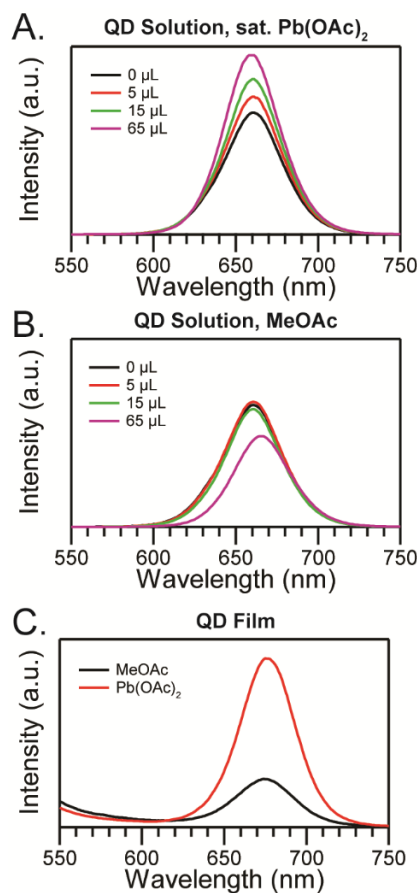 A.
QD Solution, sat. Pb(OAc)2
0 µL
5 µL
15 µL
65 µL
Intensity (a.u.)
550 600 650 700 750
Wavelength (nm)
B.
QD Solution, MeOAc
0 µL
5 µL
15 µL
65 µL
Intensity (a.u.)
550 600 650 700 750
Wavelength (nm)
C.
QD Film
MeOAc
Pb(OAc)2
Intensity (a.u.)
550 600 650 700 750
Wavelength (nm)